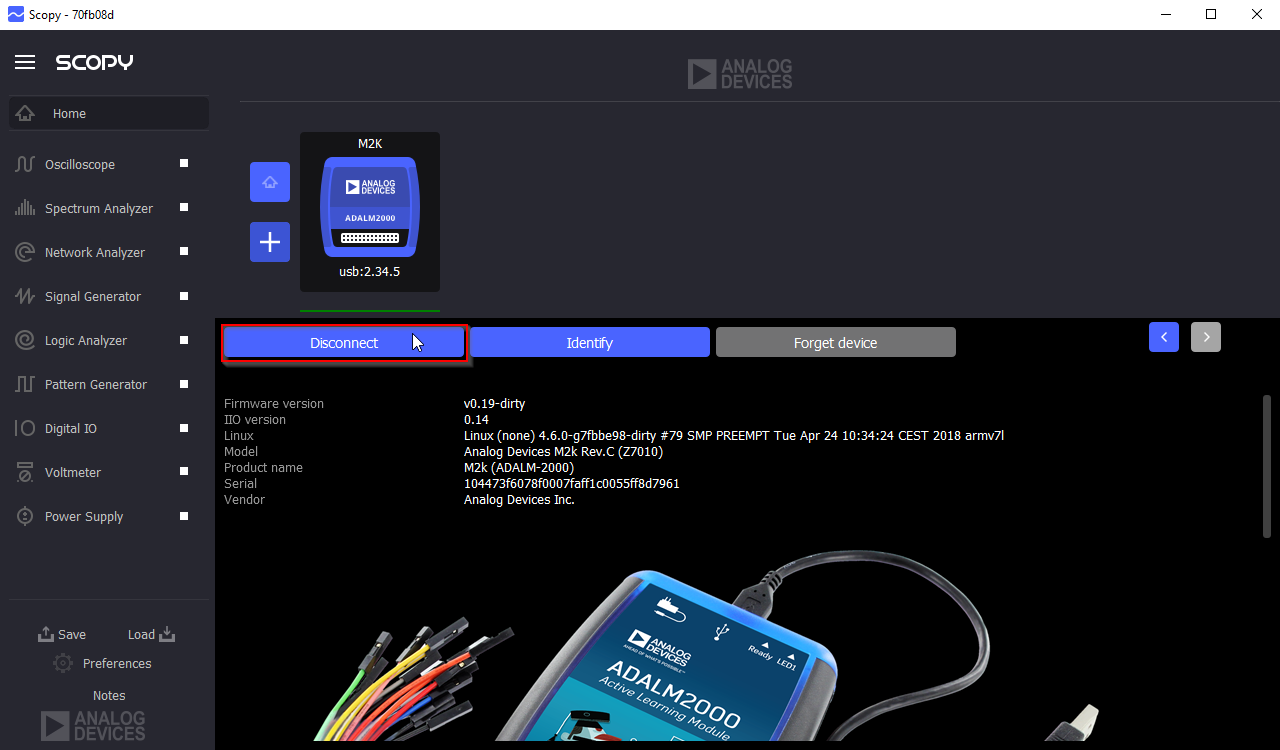 Scopy - 70fb08d
SCOPY
ANALOG
DEVICES
Home
Oscilloscope
Spectrum Analyzer
Network Analyzer
Signal Generator
Logic Analyzer
Pattern Generator
Digital IO
Voltmeter
Power Supply
Save
Load
Preferences
Notes
ANALOG
DEVICES
M2K
ANALOG
DEVICES
ADALM2000
usb:2.34.5
Disconnect
Identify
Forget device
Firmware version v0.19-dirty
IIO version 0.14
Linux Linux (none) 4.6.0-g7fbbe98-dirty #79 SMP PREEMPT Tue Apr 24 10:34:24 CEST 2018 armv7l
Model Analog Devices M2k Rev.C (Z7010)
Product name M2k (ADALM-2000)
Serial 104473f6078f0007faff1c0055ff8d7961
Vendor Analog Devices Inc.
Ready
LED1
ANALOG
DEVICES
AHEAD OF WHAT'S POSSIBLE™
ADALM2000
Active Learning Module